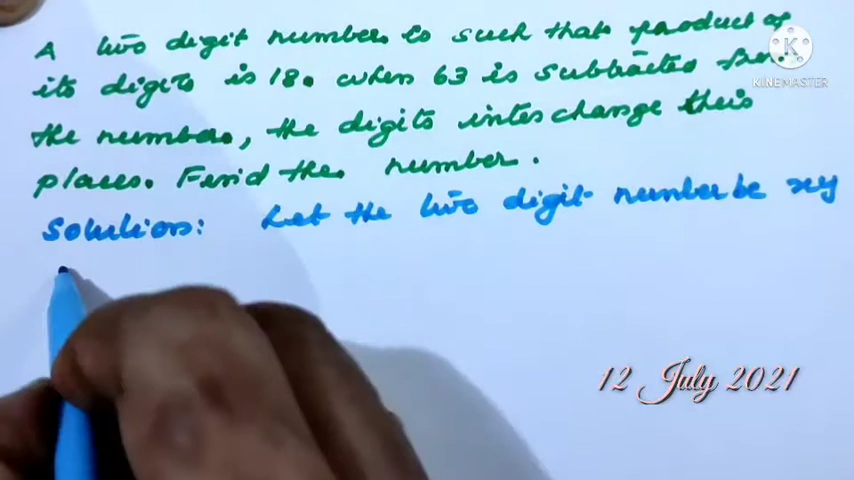 A two digit number is such that product of
its digits is 18. when 63 is subtracted from
the number, the digits interchange their
places. Find the number.
Solution: Let the two digit number be xy
K
KINEMASTER
12 July 2021